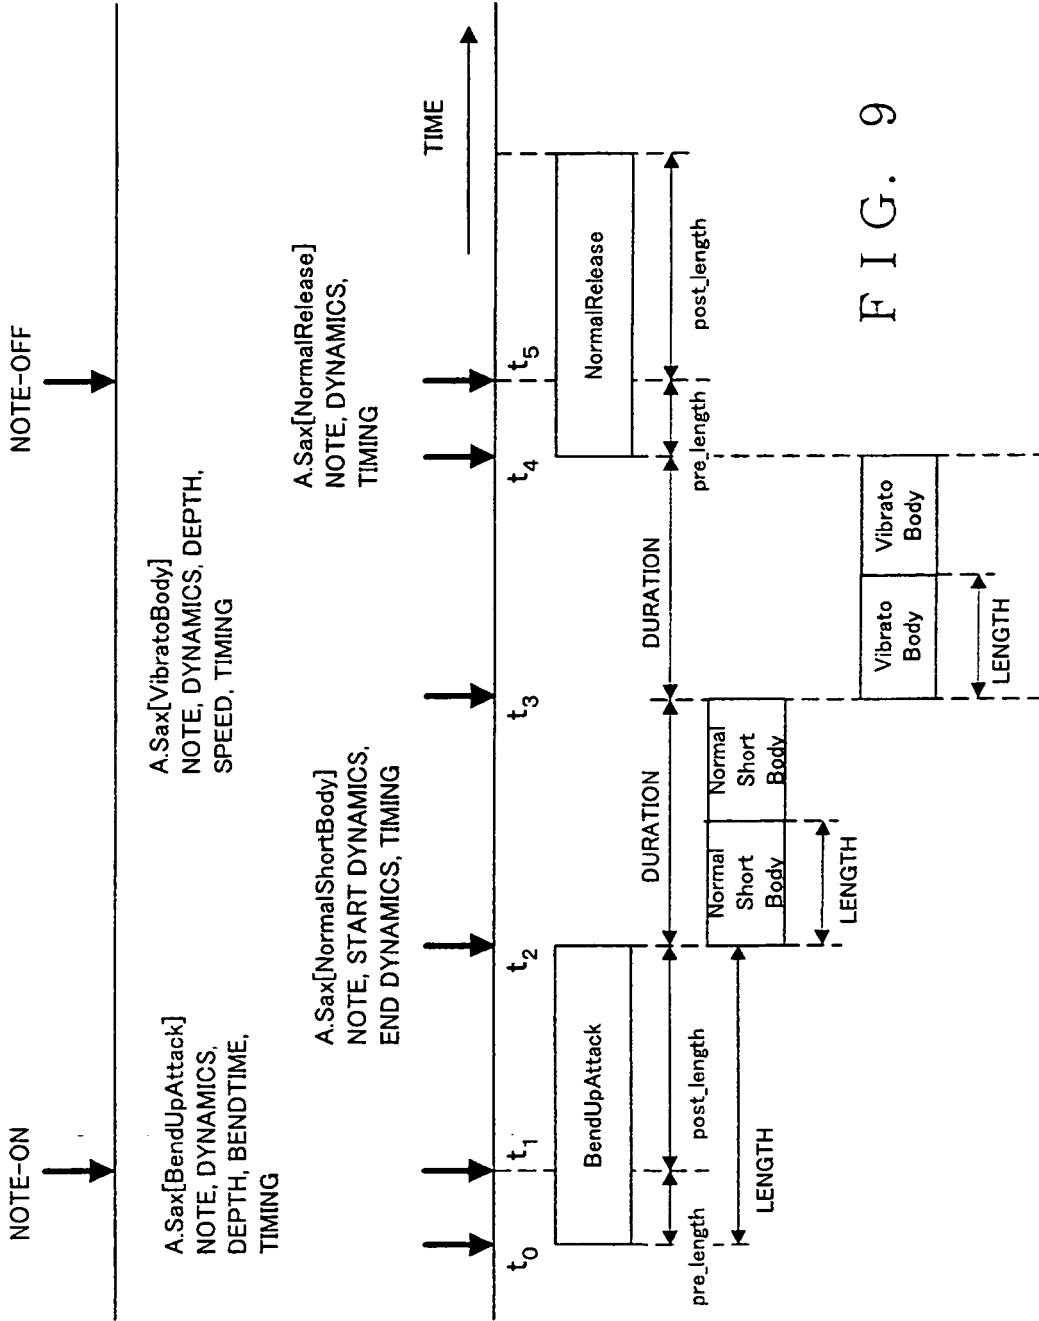 NOTE-ON
NOTE-OFF
A.Sax[BendUpAttack]
NOTE, DYNAMICS,
DEPTH, BENDTIME,
TIMING
A.Sax[VibratoBody]
NOTE, DYNAMICS, DEPTH,
SPEED, TIMING
A.Sax[NormalShortBody]
NOTE, START DYNAMICS,
END DYNAMICS, TIMING
A.Sax[NormalRelease]
NOTE, DYNAMICS,
TIMING
TIME
t0
t1
t2
t3
t4
t5
BendUpAttack
NormalRelease
pre_length
post_length
DURATION
DURATION
pre_length
post_length
LENGTH
Normal
Short
Body
Normal
Short
Body
LENGTH
Vibrato
Body
Vibrato
Body
LENGTH
FIG. 9